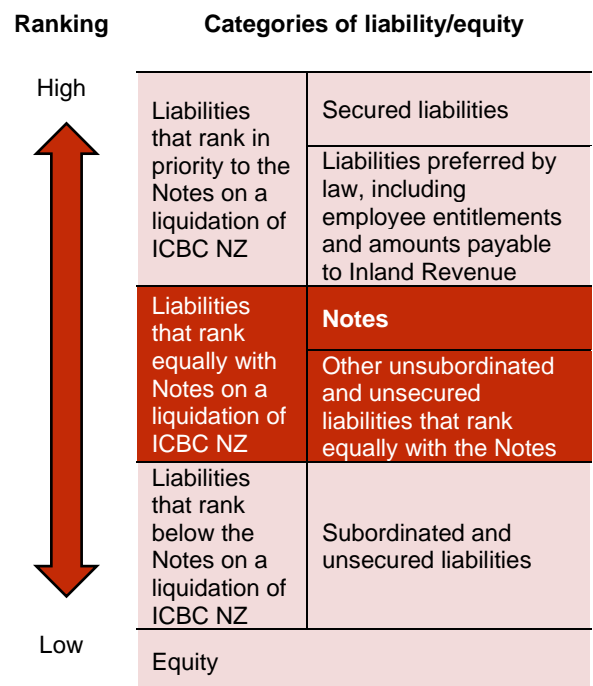 Ranking
Categories of liability/equity
High
Liabilities
that rank in
priority to the
Notes on a
liquidation of
ICBC NZ
Secured liabilities
Liabilities preferred by
law, including
employee entitlements
and amounts payable
to Inland Revenue
Liabilities
that rank
equally with
Notes on a
liquidation of
ICBC NZ
Notes
Other unsubordinated
and unsecured
liabilities that rank
equally with the Notes
Liabilities
that rank
below the
Notes on a
liquidation of
ICBC NZ
Subordinated and
unsecured liabilities
Low
Equity